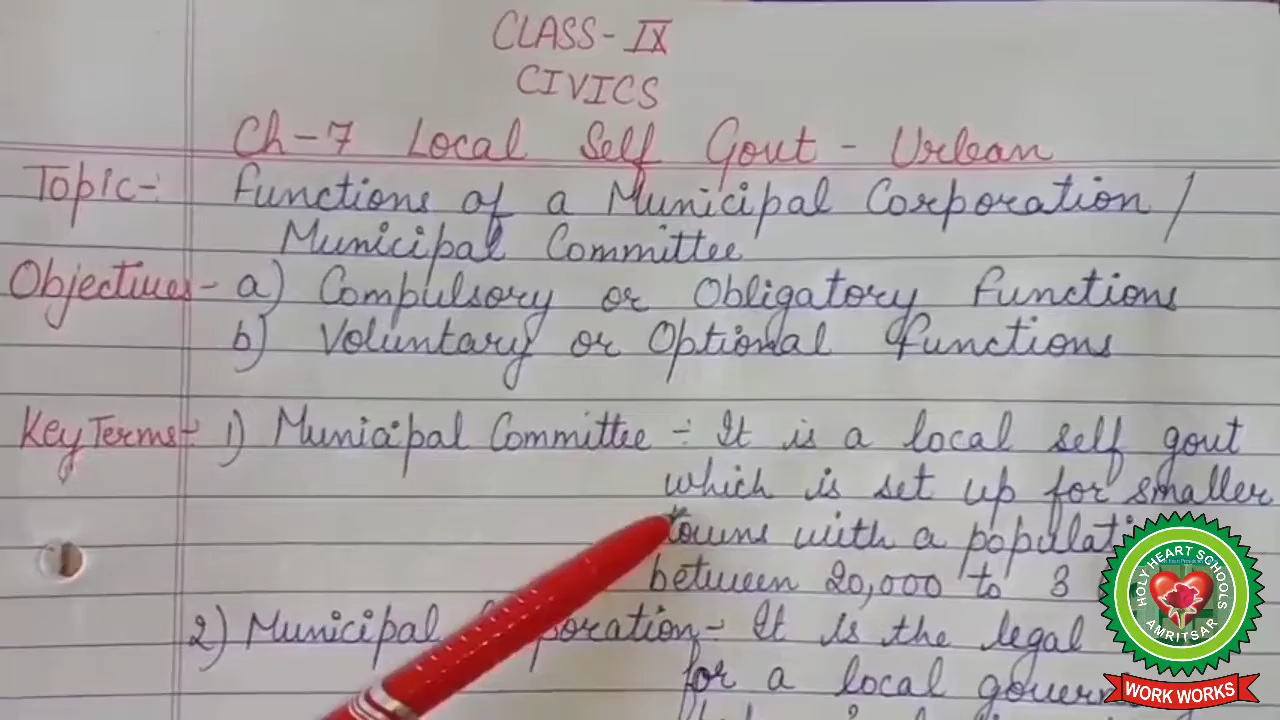 CLASS-IX
CIVICS
Ch-7 Local Self Govt - Urban
Topic:- Functions of a Municipal Corporation /
Municipal Committee
Objectives- a) Compulsory or Obligatory Functions
b) Voluntary or Optional Functions
Key Terms:- 1) Municipal Committee :- It is a local self govt
which is set up for smaller
towns with a
between 20,000 to 3
2) Municipal - It is the legal
for a local
HOLY HEART SCHOOLS
AMRITSAR
WORK WORKS